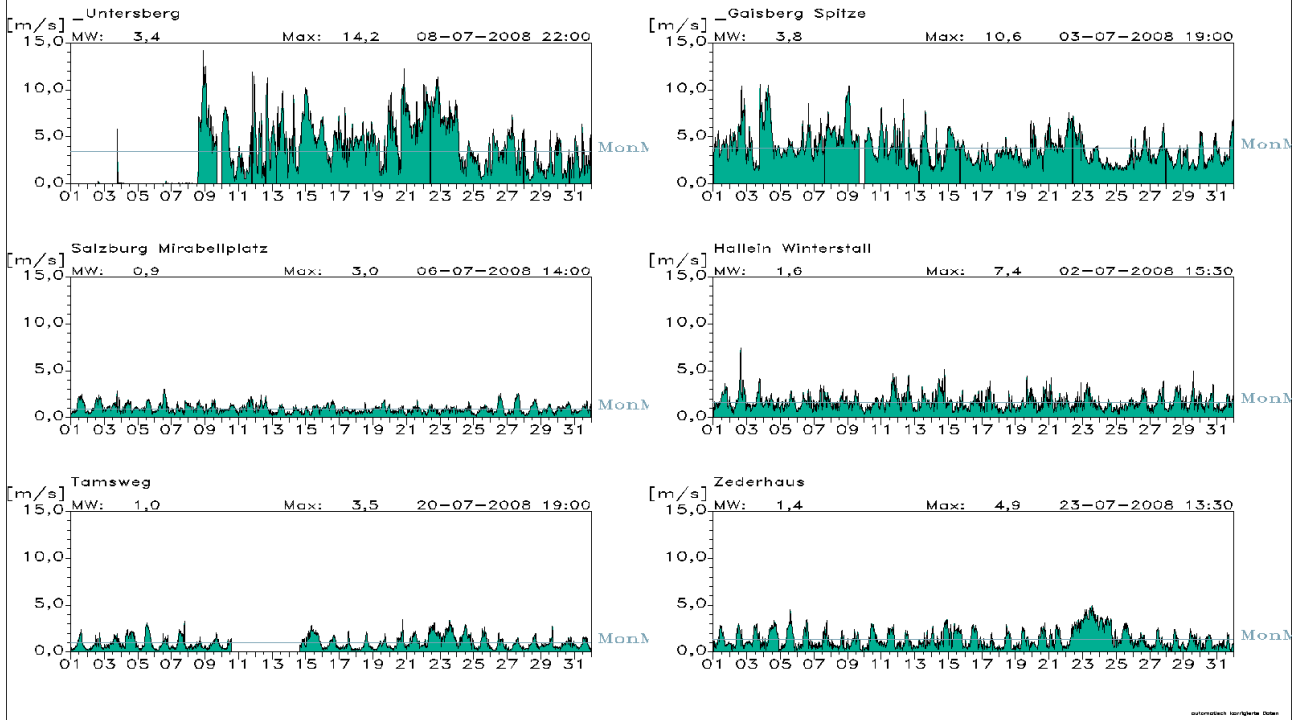 _Untersberg
[m/s]
MW: 3,4 Max: 14,2 08-07-2008 22:00
15,0
10,0
5,0
0,0
MonM
01 03 05 07 09 11 13 15 17 19 21 23 25 27 29 31
_Gaisberg Spitze
[m/s]
MW: 3,8 Max: 10,6 03-07-2008 19:00
15,0
10,0
5,0
0,0
MonM
01 03 05 07 09 11 13 15 17 19 21 23 25 27 29 31
Salzburg Mirabellplatz
[m/s]
MW: 0,9 Max: 3,0 06-07-2008 14:00
15,0
10,0
5,0
0,0
MonM
01 03 05 07 09 11 13 15 17 19 21 23 25 27 29 31
Hallein Winterstall
[m/s]
MW: 1,6 Max: 7,4 02-07-2008 15:30
15,0
10,0
5,0
0,0
MonM
01 03 05 07 09 11 13 15 17 19 21 23 25 27 29 31
Tamsweg
[m/s]
MW: 1,0 Max: 3,5 20-07-2008 19:00
15,0
10,0
5,0
0,0
MonM
01 03 05 07 09 11 13 15 17 19 21 23 25 27 29 31
Zederhaus
[m/s]
MW: 1,4 Max: 4,9 23-07-2008 13:30
15,0
10,0
5,0
0,0
MonM
01 03 05 07 09 11 13 15 17 19 21 23 25 27 29 31
automatisch korrigierte Daten